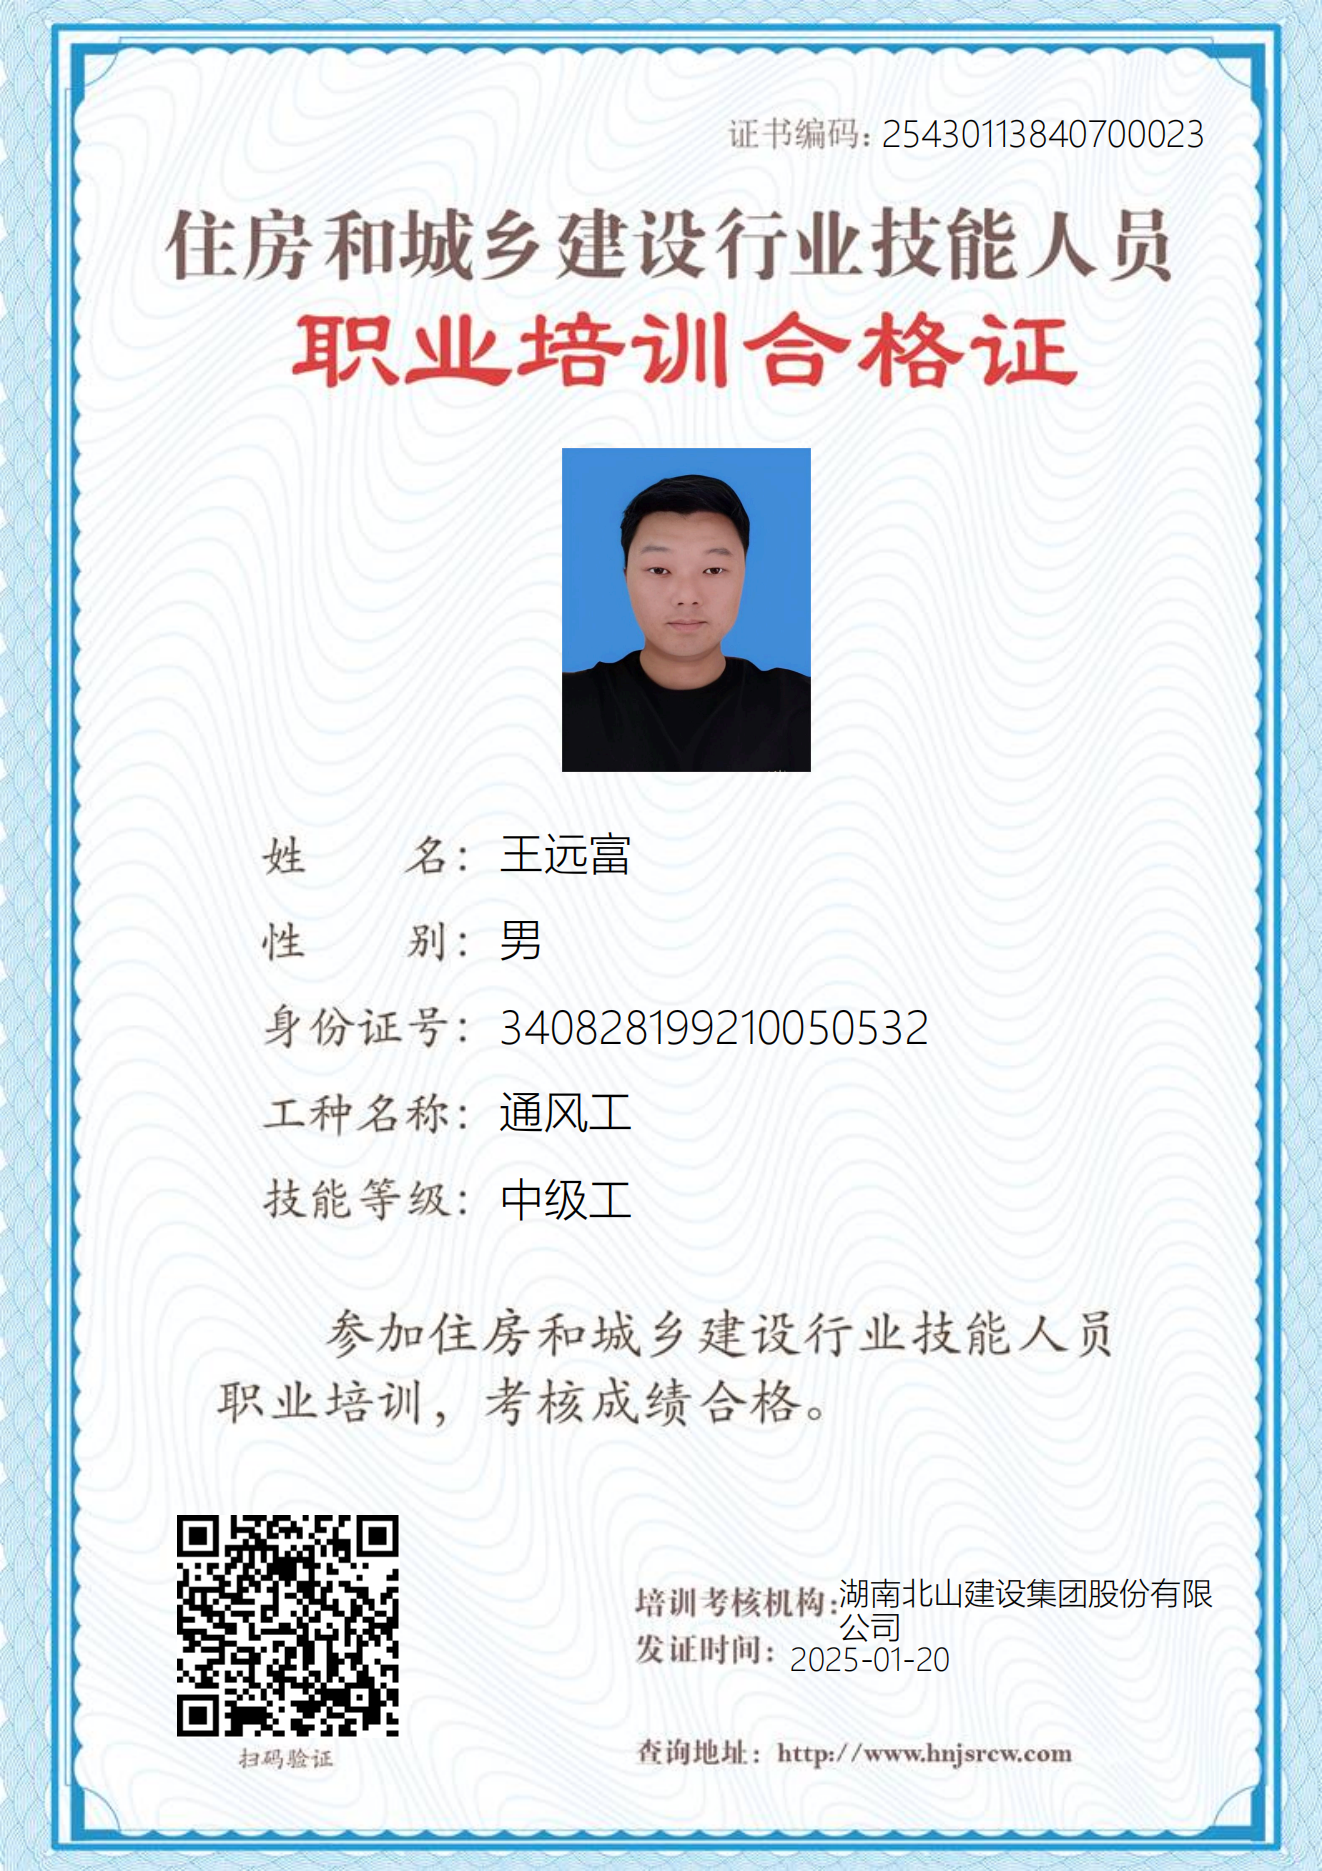 证书编码：25430113840700023
住房和城乡建设行业技能人员
职业培训合格证
姓 名：王远富
性 别：男
身份证号：340828199210050532
工种名称：通风工
技能等级：中级工
参加住房和城乡建设行业技能人员
职业培训，考核成绩合格。
培训考核机构：湖南北山建设集团股份有限
公司
发证时间：2025-01-20
扫码验证
查询地址：http://www.hnjsrcw.com